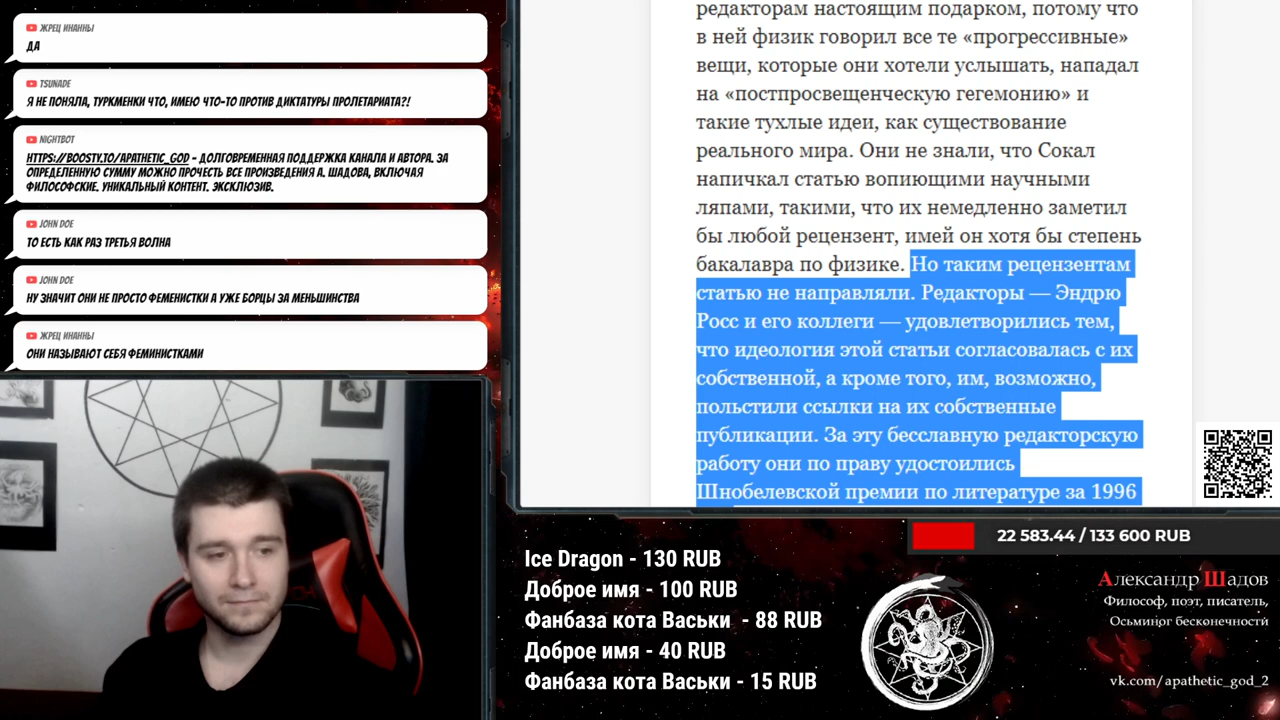 ЖРЕЦ ИНАННЫ
ДА
TSUNADE
Я НЕ ПОНЯЛА, ТУРКМЕНКИ ЧТО, ИМЕЮ ЧТО-ТО ПРОТИВ ДИКТАТУРЫ ПРОЛЕТАРИАТА?!
NIGHTBOT
HTTPS://BOOSTY.TO/APATHETIC_GOD - ДОЛГОВРЕМЕННАЯ ПОДДЕРЖКА КАНАЛА И АВТОРА. ЗА
ОПРЕДЕЛЕННУЮ СУММУ МОЖНО ПРОЧЕСТЬ ВСЕ ПРОИЗВЕДЕНИЯ А. ШАДОВА, ВКЛЮЧАЯ
ФИЛОСОФСКИЕ. УНИКАЛЬНЫЙ КОНТЕНТ. ЭКСКЛЮЗИВ.
JOHN DOE
ТО ЕСТЬ КАК РАЗ ТРЕТЬЯ ВОЛНА
JOHN DOE
НУ ЗНАЧИТ ОНИ НЕ ПРОСТО ФЕМЕНИСТКИ А УЖЕ БОРЦЫ ЗА МЕНЬШИНСТВА
ЖРЕЦ ИНАННЫ
ОНИ НАЗЫВАЮТ СЕБЯ ФЕМИНИСТКАМИ
редакторам настоящим подарком, потому что
в ней физик говорил все те «прогрессивные»
вещи, которые они хотели услышать, нападал
на «постпросвещенческую гегемонию» и
такие тухлые идеи, как существование
реального мира. Они не знали, что Сокал
напичкал статью вопиющими научными
ляпами, такими, что их немедленно заметил
бы любой рецензент, имей он хотя бы степень
бакалавра по физике. Но таким рецензентам
статью не направляли. Редакторы — Эндрю
Росс и его коллеги — удовлетворились тем,
что идеология этой статьи согласовалась с их
собственной, а кроме того, им, возможно,
польстили ссылки на их собственные
публикации. За эту бесславную редакторскую
работу они по праву удостоились
Шнобелевской премии по литературе за 1996
22 583.44 / 133 600 RUB
Ice Dragon - 130 RUB
Доброе имя - 100 RUB
Фанбаза кота Васьки - 88 RUB
Доброе имя - 40 RUB
Фанбаза кота Васьки - 15 RUB
Александр Шадов
Философ, поэт, писатель,
Осьминог бесконечности
vk.com/apathetic_god_2